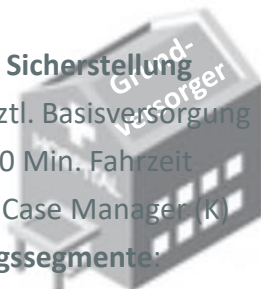 Sicherstellung
Grund-
versorger
ztl. Basisversorgung
0 Min. Fahrzeit
Case Manager (K)
gssegmente: